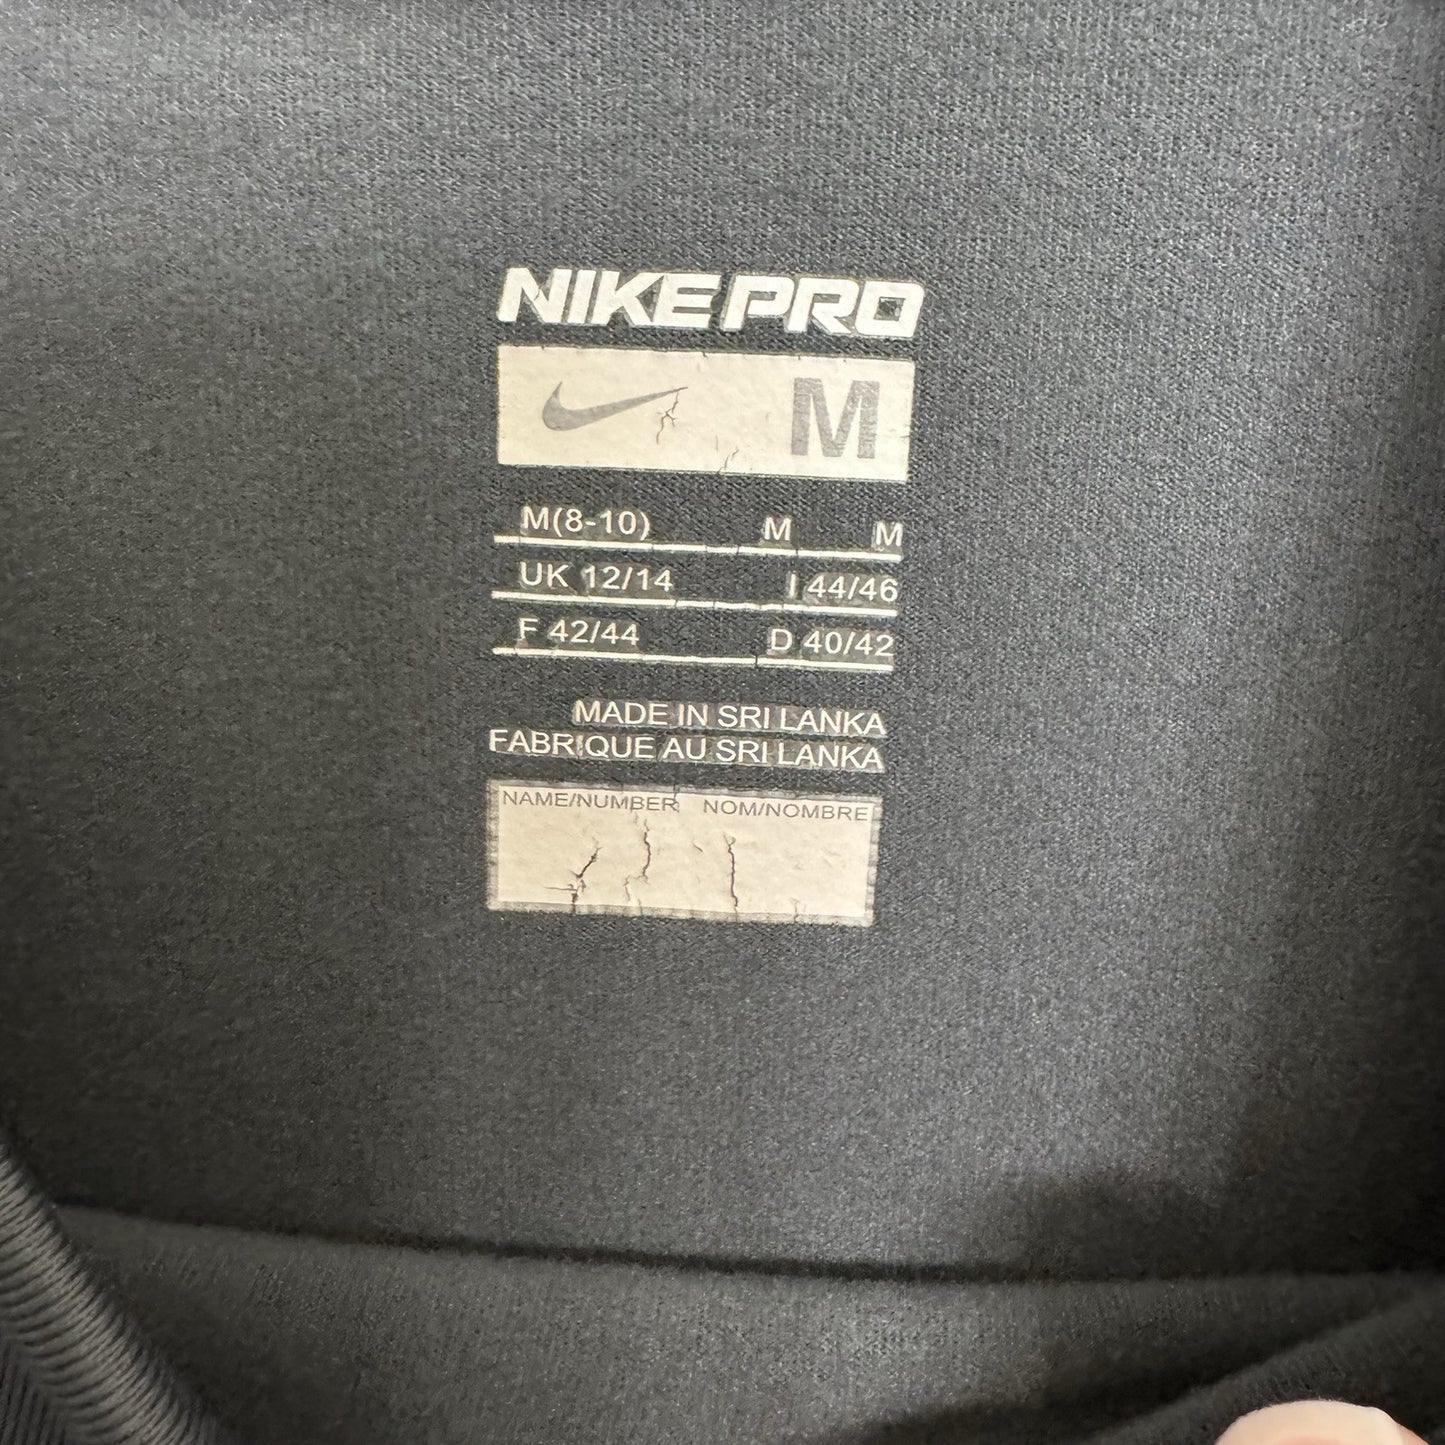 NIKE PRO
M
M(8-10) M M
UK 12/14 I 44/46
F 42/44 D 40/42
MADE IN SRI LANKA
FABRIQUE AU SRI LANKA
NAME/NUMBER NOM/NOMBRE